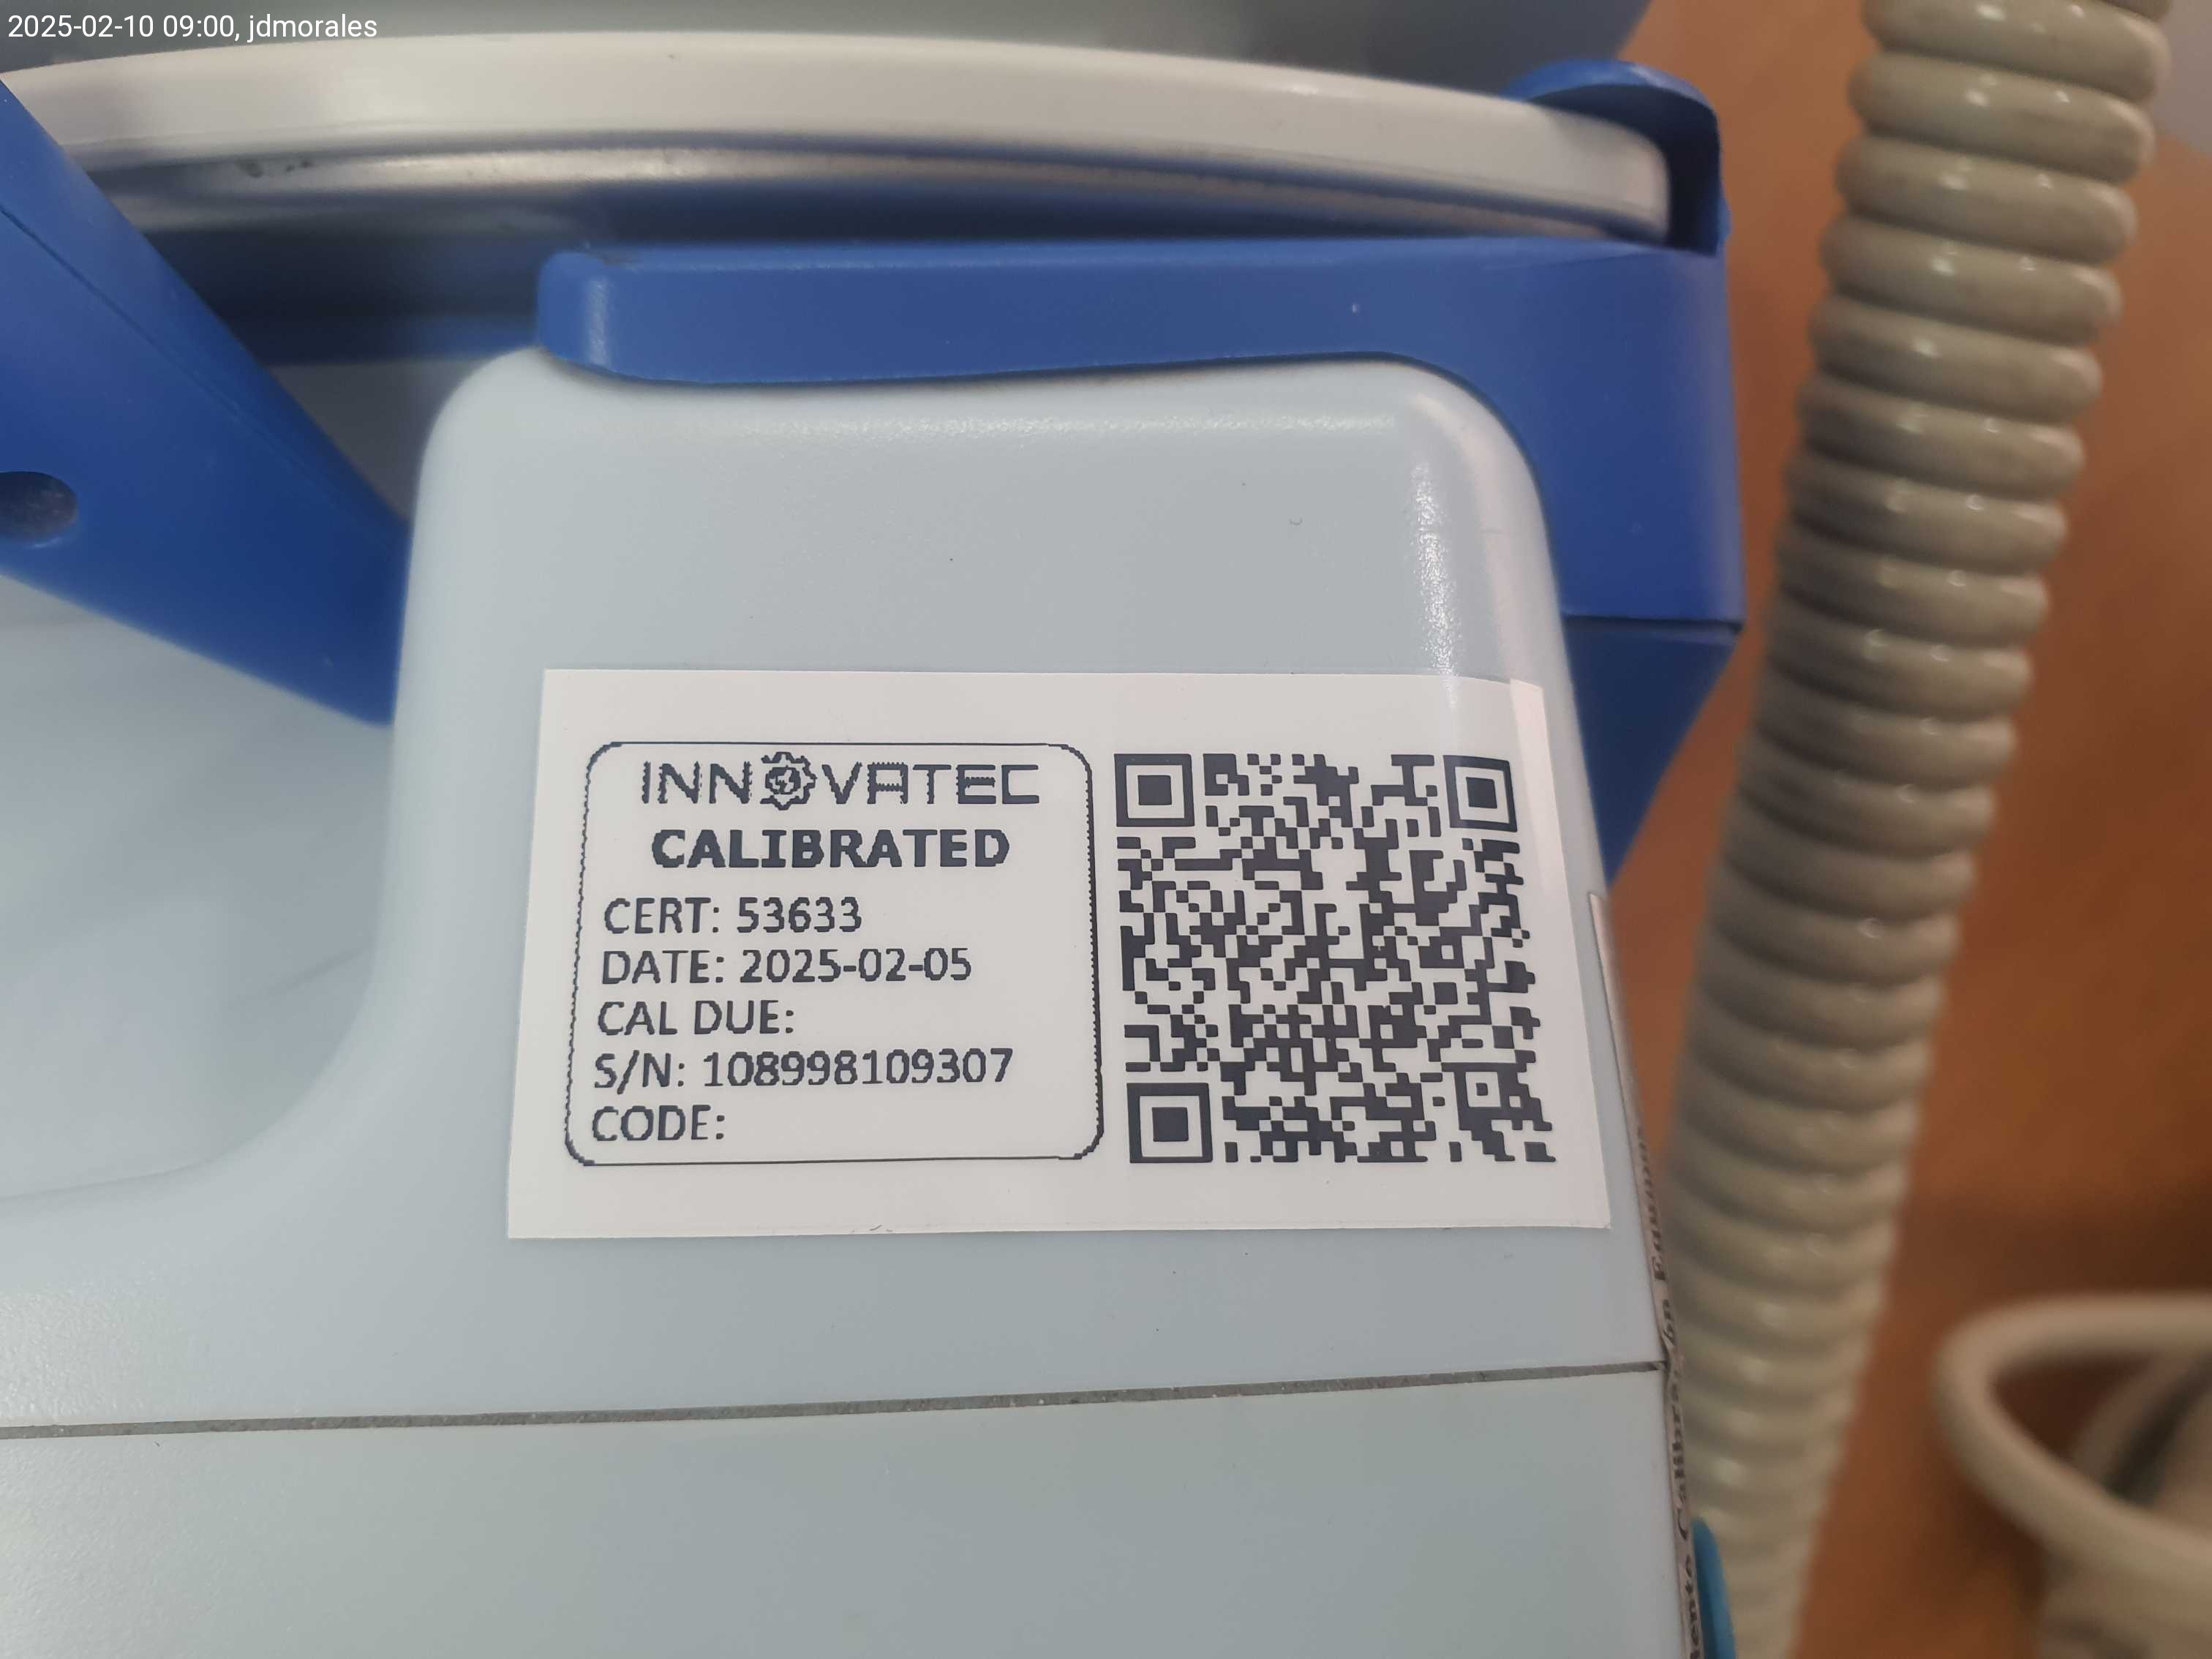 2025-02-10 09:00, jdmorales
INNOVATEC
CALIBRATED
CERT: 53633
DATE: 2025-02-05
CAL DUE:
S/N: 108998109307
CODE: